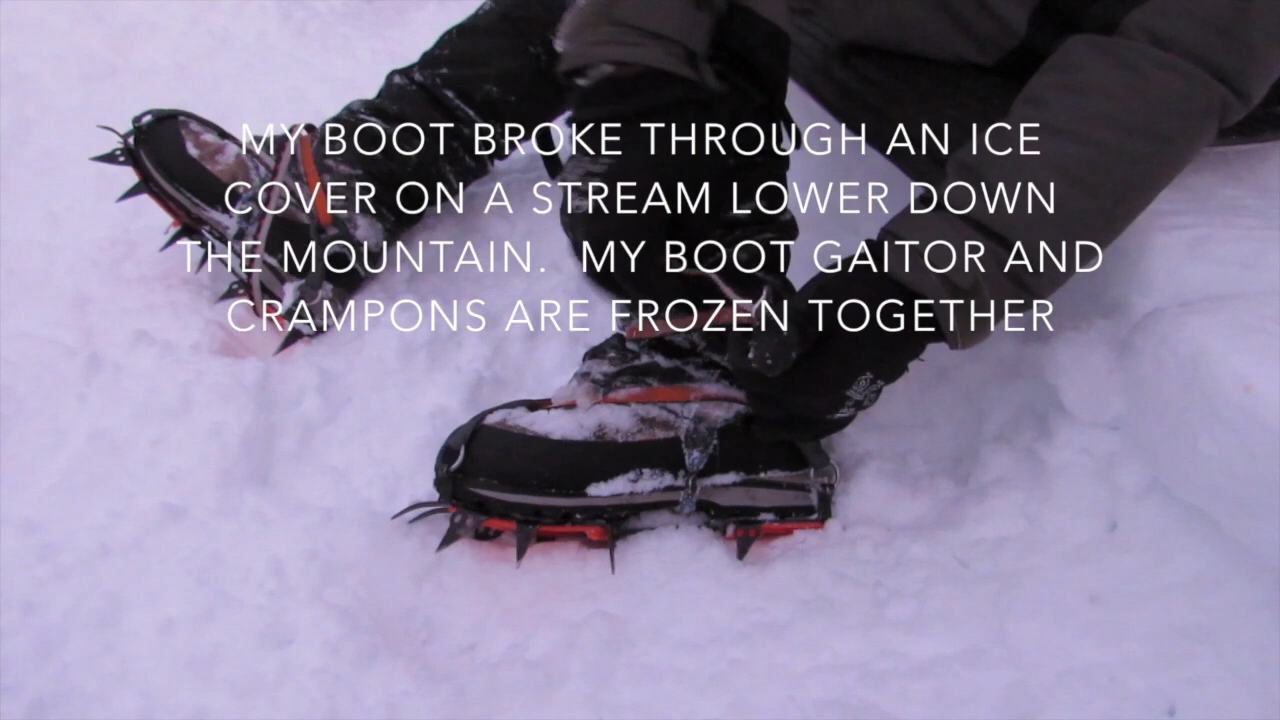 MY BOOT BROKE THROUGH AN ICE
COVER ON A STREAM LOWER DOWN
THE MOUNTAIN.  MY BOOT GAITOR AND
CRAMPONS ARE FROZEN TOGETHER